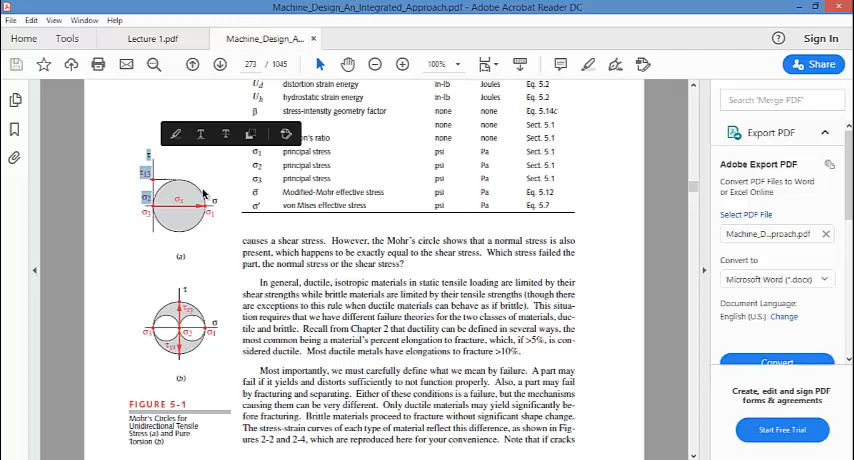 Machine_Design_An_Integrated_Approach.pdf - Adobe Acrobat Reader DC
File Edit View Window Help
Home Tools Lecture 1.pdf Machine_Design_A... × Sign In
273 / 1045 100% Share
U_d distortion strain energy in-lb Joules Eq. 5.2
U_h hydrostatic strain energy in-lb Joules Eq. 5.2
β stress-intensity geometry factor none none Eq. 5.14c
none none Sect. 5.1
on's ratio none none Sect. 5.1
σ1 principal stress psi Pa Sect. 5.1
σ2 principal stress psi Pa Sect. 5.1
σ3 principal stress psi Pa Sect. 5.1
σ̃ Modified-Mohr effective stress psi Pa Eq. 5.12
σ' von Mises effective stress psi Pa Eq. 5.7
τ
τ13
σ2 σx σ
σ3 σ1
(a)
causes a shear stress. However, the Mohr's circle shows that a normal stress is also
present, which happens to be exactly equal to the shear stress. Which stress failed the
part, the normal stress or the shear stress?
In general, ductile, isotropic materials in static tensile loading are limited by their
shear strengths while brittle materials are limited by their tensile strengths (though there
are exceptions to this rule when ductile materials can behave as if brittle). This situa-
tion requires that we have different failure theories for the two classes of materials, duc-
tile and brittle. Recall from Chapter 2 that ductility can be defined in several ways, the
most common being a material's percent elongation to fracture, which, if >5%, is con-
sidered ductile. Most ductile metals have elongations to fracture >10%.
Most importantly, we must carefully define what we mean by failure. A part may
fail if it yields and distorts sufficiently to not function properly. Also, a part may fail
by fracturing and separating. Either of these conditions is a failure, but the mechanisms
causing them can be very different. Only ductile materials may yield significantly be-
fore fracturing. Brittle materials proceed to fracture without significant shape change.
The stress-strain curves of each type of material reflect this difference, as shown in Fig-
ures 2-2 and 2-4, which are reproduced here for your convenience. Note that if cracks
τ
τxy
σ
σ3 σ2 σ1
τyx
(b)
FIGURE 5-1
Mohr's Circles for
Unidirectional Tensile
Stress (a) and Pure
Torsion (b)
Search 'Merge PDF'
Export PDF
Adobe Export PDF
Convert PDF Files to Word
or Excel Online
Select PDF File
Machine_D...proach.pdf ×
Convert to
Microsoft Word (*.docx)
Document Language:
English (U.S.) Change
Convert
Create, edit and sign PDF
forms & agreements
Start Free Trial